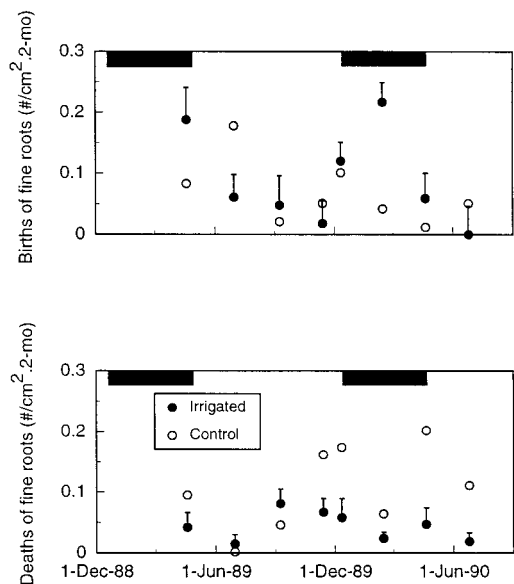 Births of fine roots (#/cm².2-mo)
0.3
0.2
0.1
0
Deaths of fine roots (#/cm².2-mo)
0.3
0.2
0.1
0
Irrigated
Control
1-Dec-88 1-Jun-89 1-Dec-89 1-Jun-90